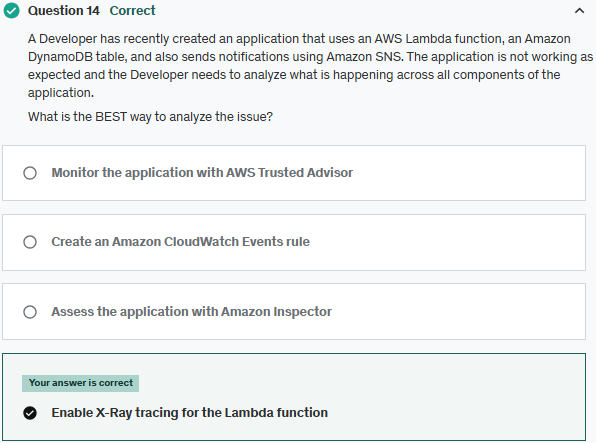 Question 14 Correct
A Developer has recently created an application that uses an AWS Lambda function, an Amazon
DynamoDB table, and also sends notifications using Amazon SNS. The application is not working as
expected and the Developer needs to analyze what is happening across all components of the
application.
What is the BEST way to analyze the issue?
Monitor the application with AWS Trusted Advisor
Create an Amazon CloudWatch Events rule
Assess the application with Amazon Inspector
Your answer is correct
Enable X-Ray tracing for the Lambda function